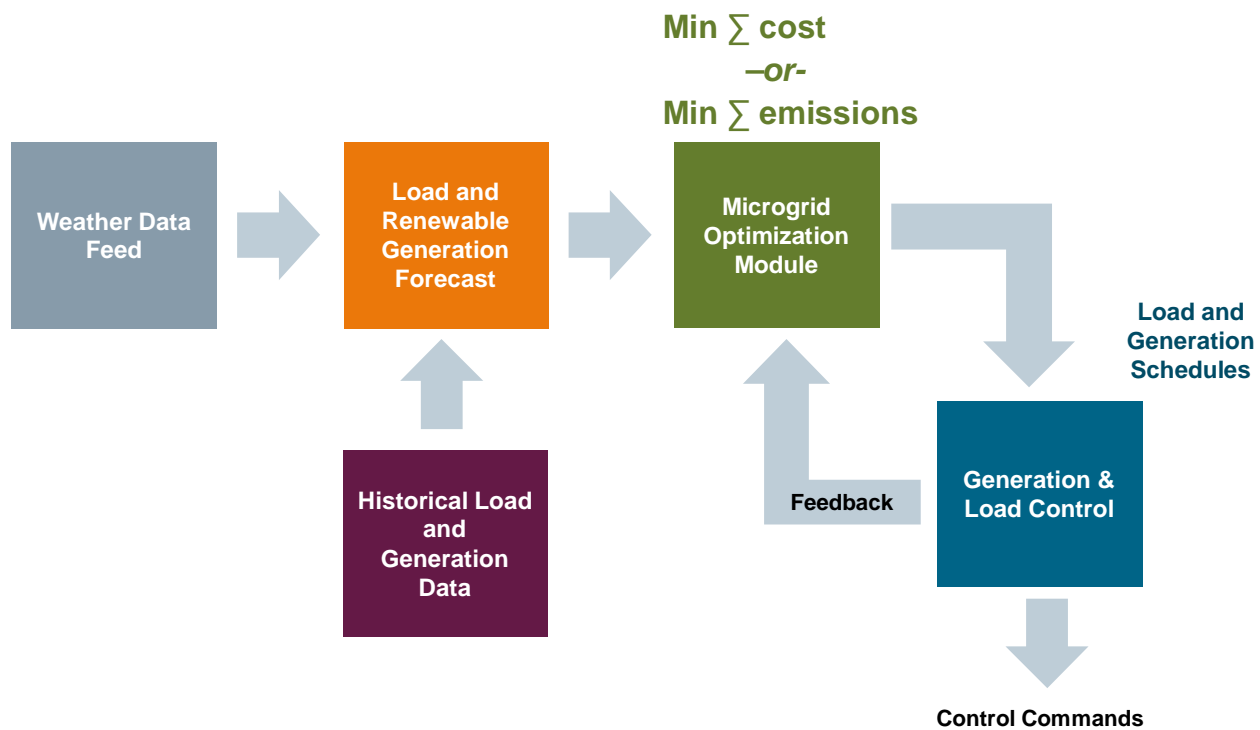 Min ∑ cost
–or-
Min ∑ emissions
Weather Data
Feed
Load and
Renewable
Generation
Forecast
Microgrid
Optimization
Module
Load and
Generation
Schedules
Historical Load
and
Generation
Data
Feedback
Generation &
Load Control
Control Commands